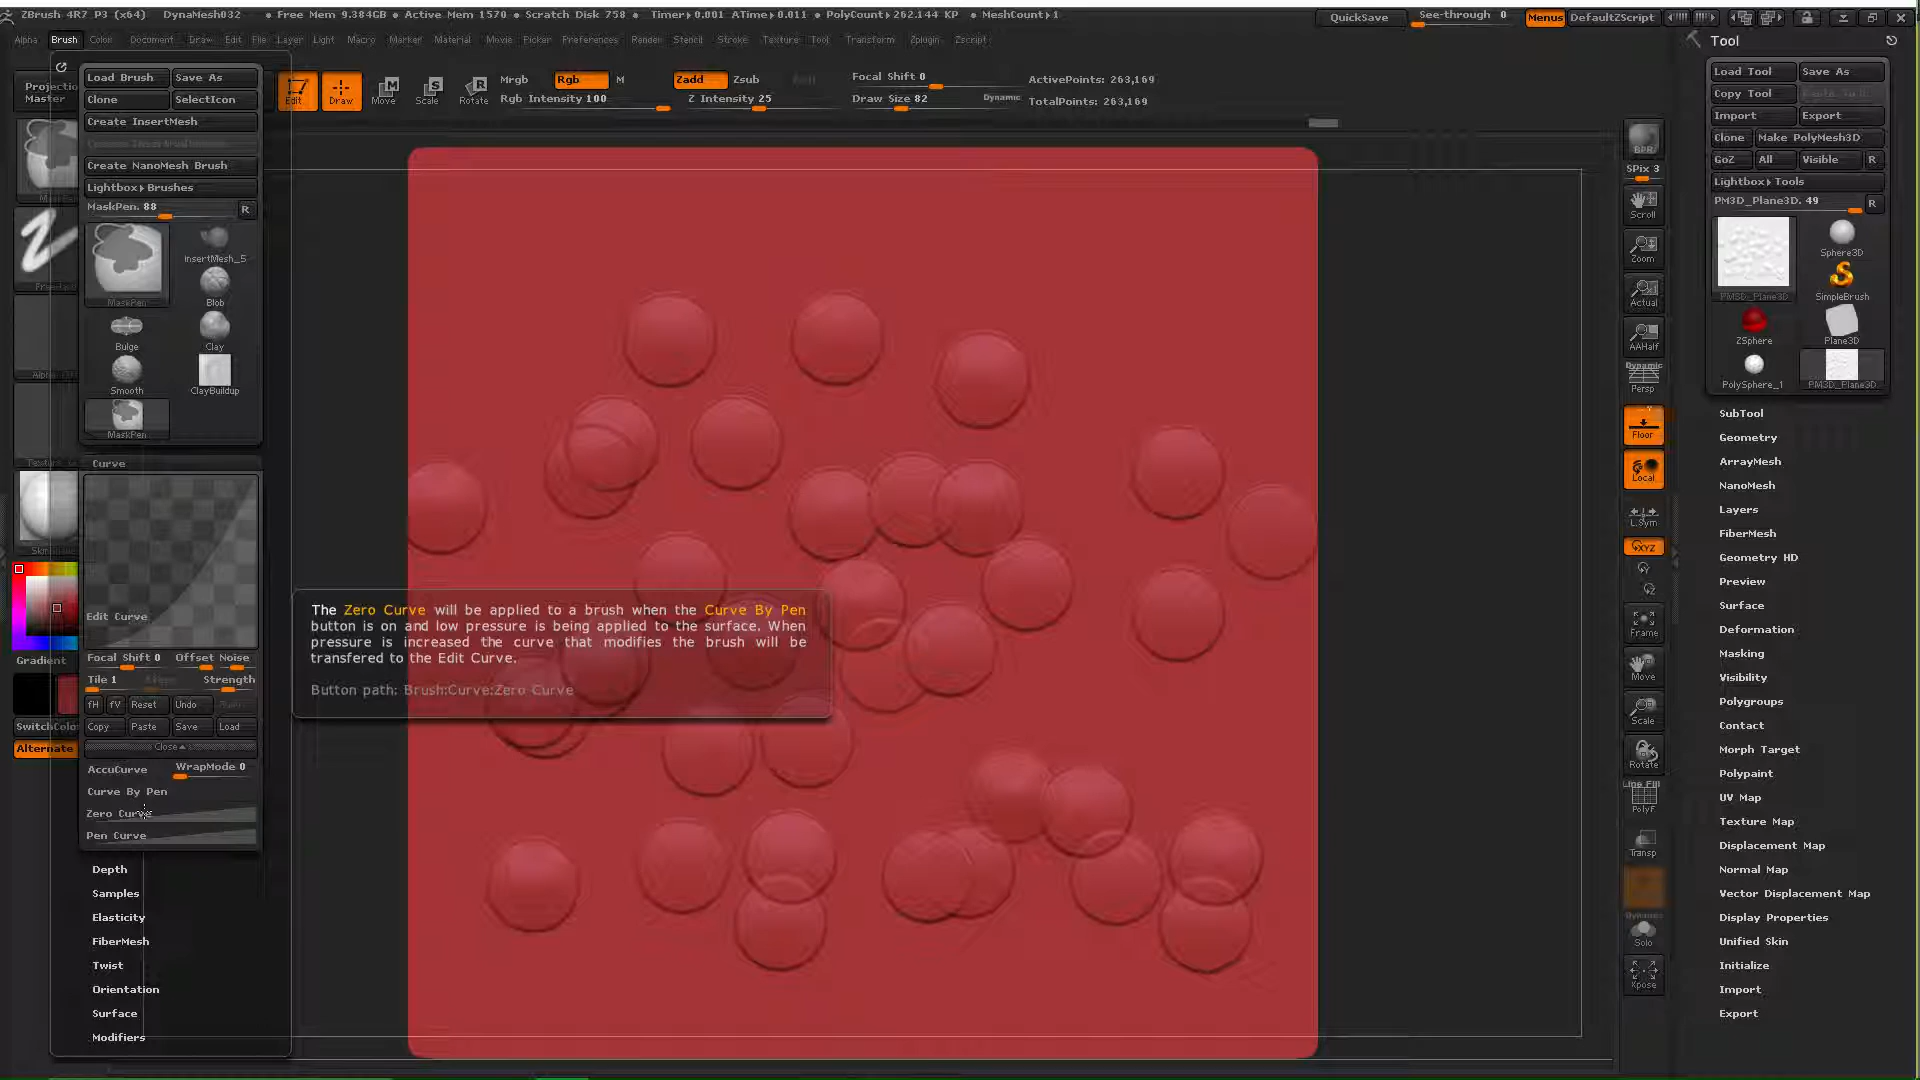 ZBrush 4R7 P3 (x64) DynaMesh032 ● Free Mem 9.384GB ● Active Mem 1570 ● Scratch Disk 758 ● Timer▸0.001 ATime▸0.011 ● PolyCount▸262.144 KP ● MeshCount▸1 QuickSave See-through 0 Menus DefaultZScript
Alpha Brush Color Document Draw Edit File Layer Light Macro Marker Material Movie Picker Preferences Render Stencil Stroke Texture Tool Transform Zplugin Zscript
Tool
Load Brush Save As
Clone SelectIcon
Create InsertMesh
Create NanoMesh Brush
Lightbox▸Brushes
MaskPen. 88 R
MaskPen
insertMesh_5
Blob
Bulge
Clay
Smooth
ClayBuildup
MaskPen
Projection
Master
Edit Draw Move Scale Rotate
Mrgb Rgb M
Rgb Intensity 100
Zadd Zsub
Z Intensity 25
Focal Shift 0
Draw Size 82 Dynamic
ActivePoints: 263,169
TotalPoints: 263,169
Curve
Edit Curve
Focal Shift 0 Offset Noise
Tile 1 Strength
fH fV Reset Undo
Copy Paste Save Load
Close
AccuCurve WrapMode 0
Curve By Pen
Zero Curve
Pen Curve
Gradient
SwitchColor
Alternate
Depth
Samples
Elasticity
FiberMesh
Twist
Orientation
Surface
Modifiers
The Zero Curve will be applied to a brush when the Curve By Pen
button is on and low pressure is being applied to the surface. When
pressure is increased the curve that modifies the brush will be
transfered to the Edit Curve.
Button path: Brush:Curve:Zero Curve
BPR
SPix 3
Scroll
Zoom
Actual
AAHalf
Dynamic
Persp
Floor
Local
L.Sym
XYZ
Frame
Move
Scale
Rotate
Line Fill
PolyF
Transp
Dynamic
Solo
Xpose
Load Tool Save As
Copy Tool
Import Export
Clone Make PolyMesh3D
GoZ All Visible R
Lightbox▸Tools
PM3D_Plane3D. 49 R
PM3D_Plane3D
Sphere3D
SimpleBrush
ZSphere
Plane3D
PolySphere_1
PM3D_Plane3D
SubTool
Geometry
ArrayMesh
NanoMesh
Layers
FiberMesh
Geometry HD
Preview
Surface
Deformation
Masking
Visibility
Polygroups
Contact
Morph Target
Polypaint
UV Map
Texture Map
Displacement Map
Normal Map
Vector Displacement Map
Display Properties
Unified Skin
Initialize
Import
Export